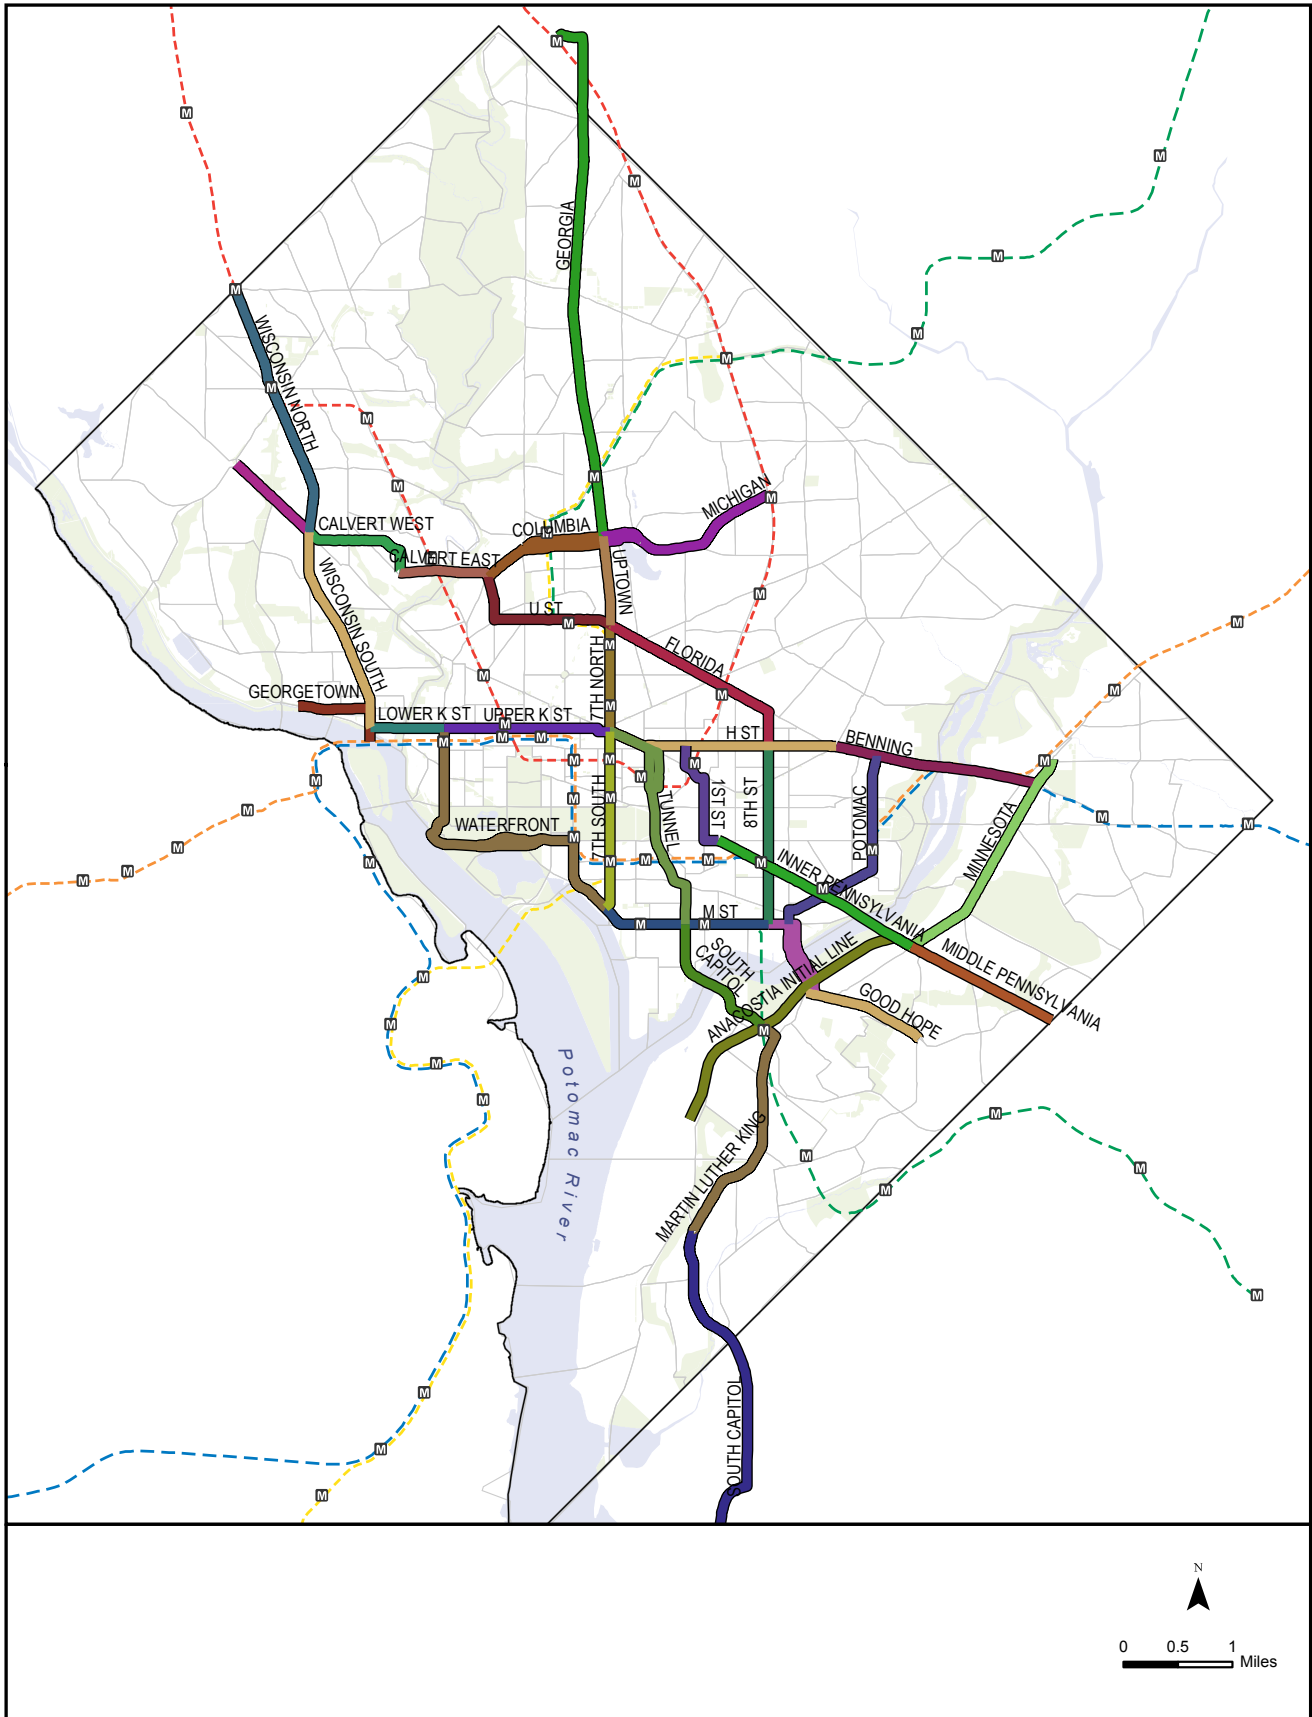 GEORGIA
WISCONSIN NORTH
MICHIGAN
CALVERT WEST
COLUMBIA
CALVERT EAST
UPTOWN
WISCONSIN SOUTH
U ST
FLORIDA
7TH NORTH
GEORGETOWN
LOWER K ST
UPPER K ST
H ST
BENNING
TUNNEL
1ST ST
8TH ST
POTOMAC
MINNESOTA
WATERFRONT
7TH SOUTH
INNER PENNSYLVANIA
M ST
SOUTH
CAPITOL
ANACOSTIA INITIAL LINE
MIDDLE PENNSYLVANIA
GOOD HOPE
Potomac River
MARTIN LUTHER KING
SOUTH CAPITOL
N
0 0.5 1
Miles